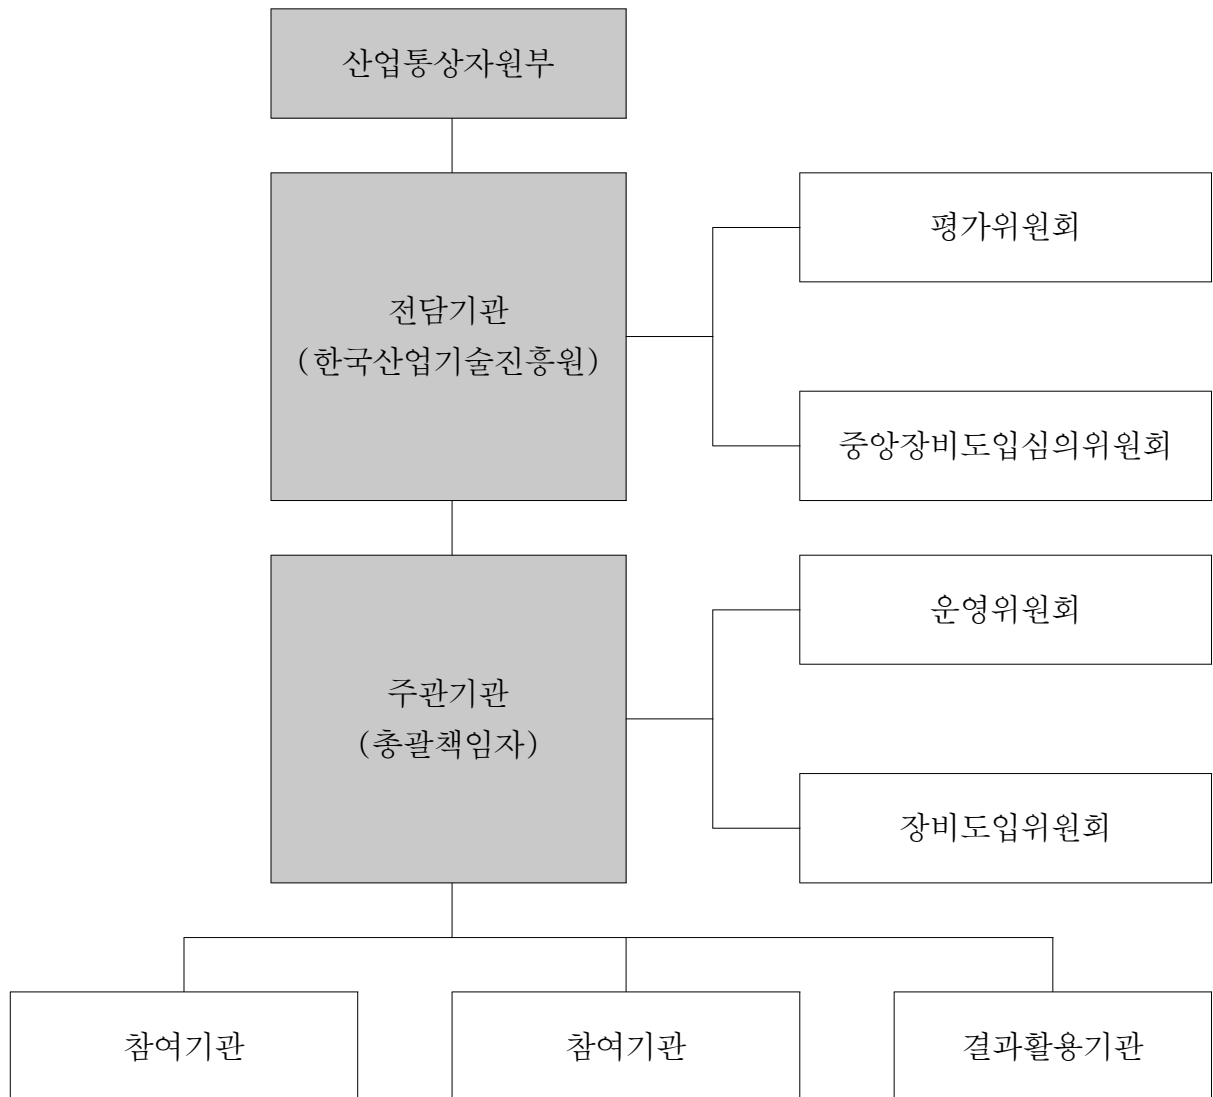 산업통상자원부
전담기관
(한국산업기술진흥원)
평가위원회
중앙장비도입심의위원회
주관기관
(총괄책임자)
운영위원회
장비도입위원회
참여기관
참여기관
결과활용기관